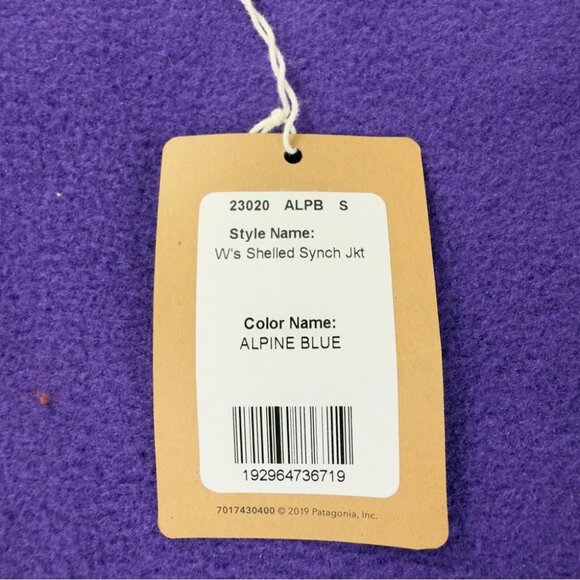 23020 ALPB S
Style Name:
W's Shelled Synch Jkt
Color Name:
ALPINE BLUE
192964736719
7017430400 © 2019 Patagonia, Inc.